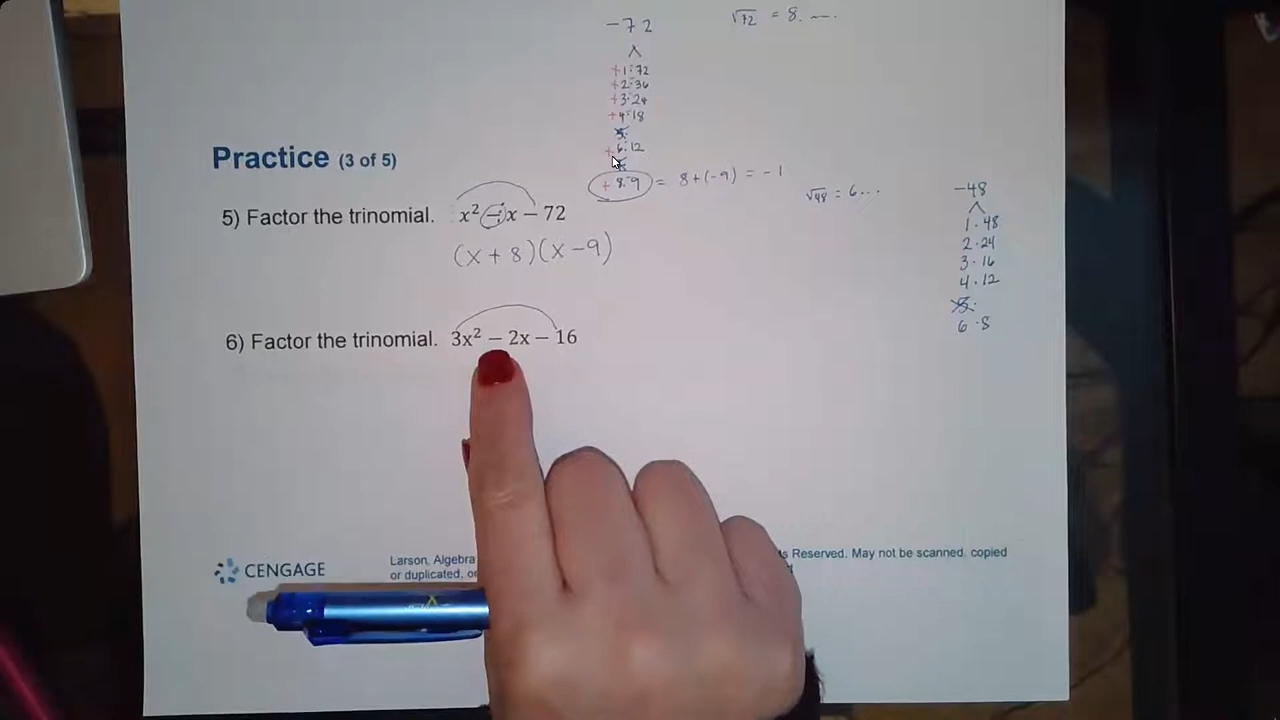 -72
√72 = 8. ....
+1·-72
+2·-36
+3·-24
+4·-18
5·
+6·-12
+8·-9 = 8+(-9) = -1
Practice (3 of 5)
5) Factor the trinomial. x² − x − 72
(x + 8)(x − 9)
√48 = 6...
-48
1·48
2·24
3·16
4·12
5·
6·8
6) Factor the trinomial. 3x² − 2x − 16
CENGAGE
Larson, Algebra
s Reserved. May not be scanned, copied
or duplicated, o